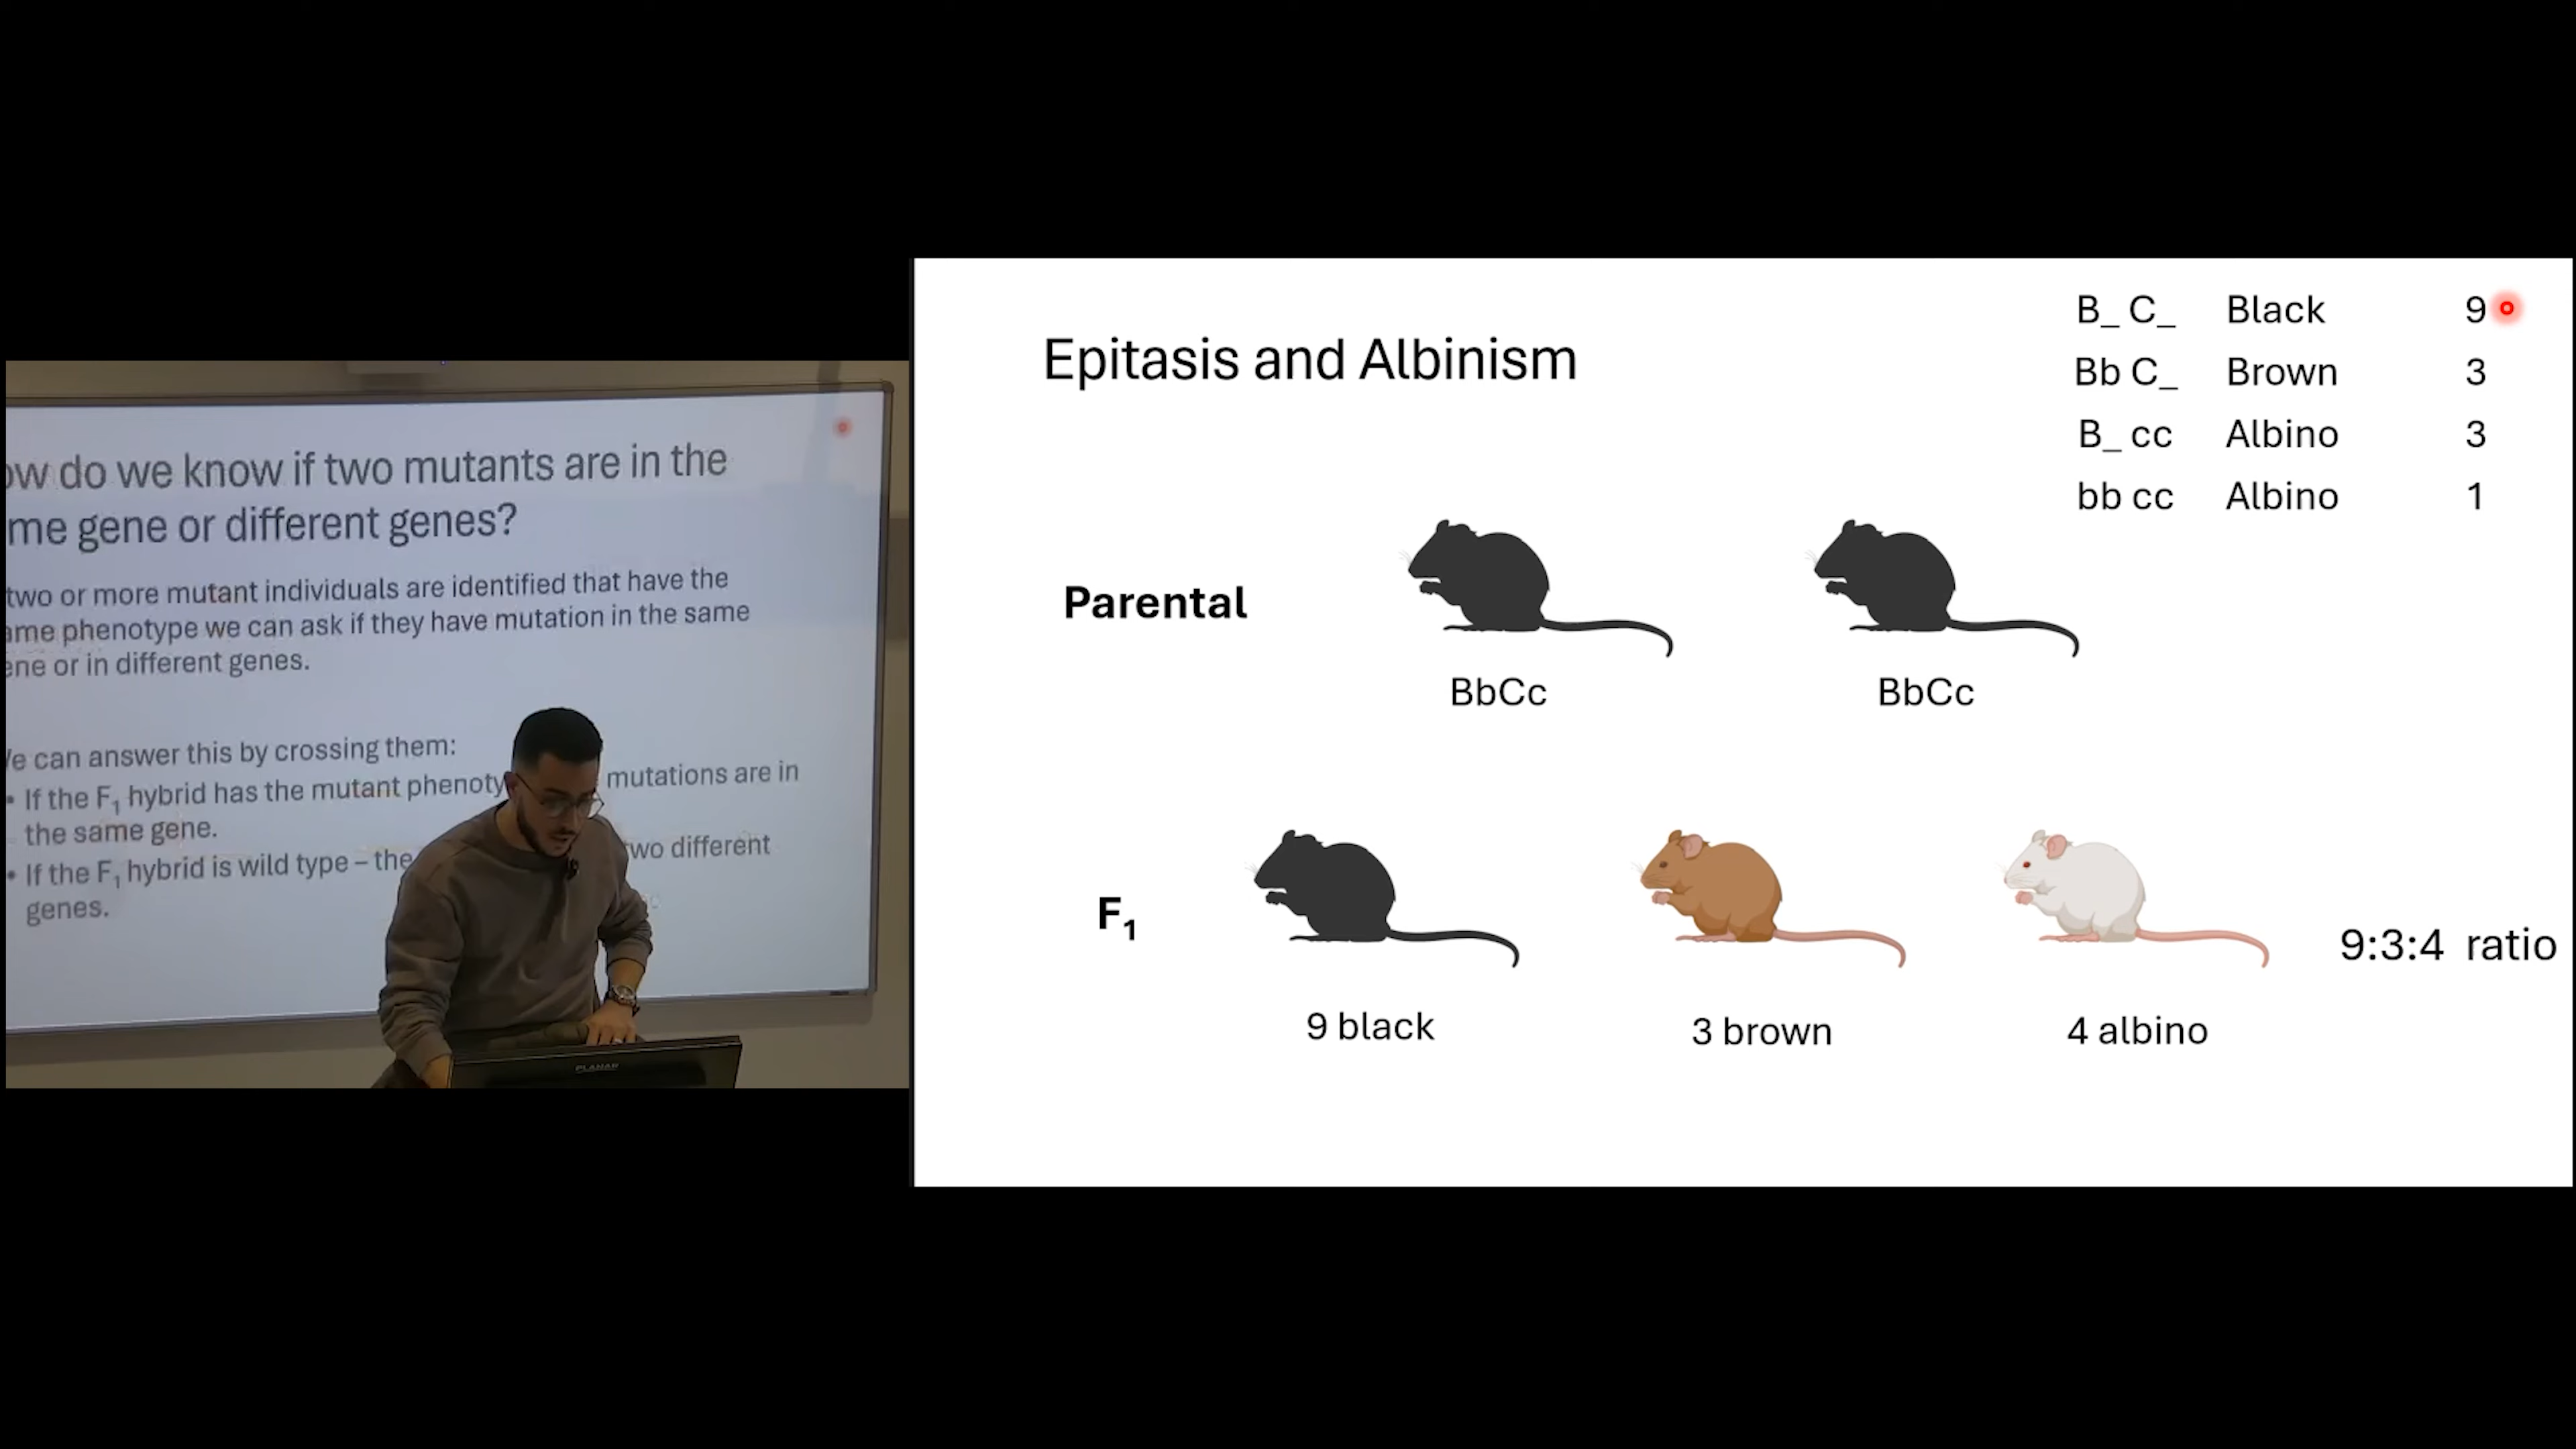 ow do we know if two mutants are in the
me gene or different genes?
two or more mutant individuals are identified that have the
ame phenotype we can ask if they have mutation in the same
ene or in different genes.
e can answer this by crossing them:
• If the F₁ hybrid has the mutant phenoty mutations are in
the same gene.
• If the F₁ hybrid is wild type – the two different
genes.
PLANAR
Epitasis and Albinism
B_ C_ Black 9
Bb C_ Brown 3
B_ cc Albino 3
bb cc Albino 1
Parental
BbCc BbCc
F₁
9:3:4 ratio
9 black 3 brown 4 albino